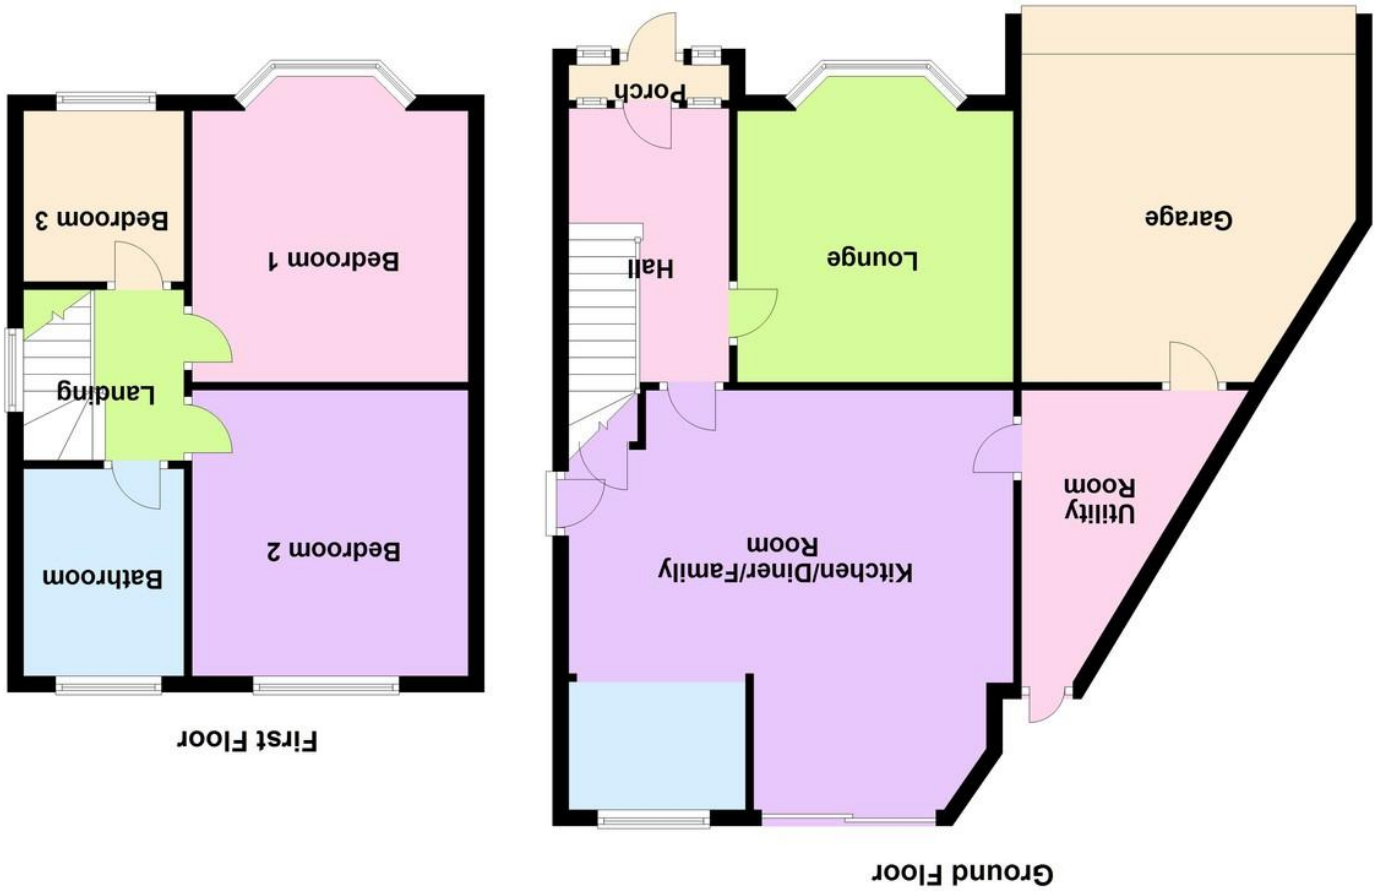 Ground Floor
Kitchen/Diner/Family
Room
Utility
Room
Lounge
Hall
Garage
Porch
First Floor
Bathroom
Bedroom 2
Landing
Bedroom 1
Bedroom 3